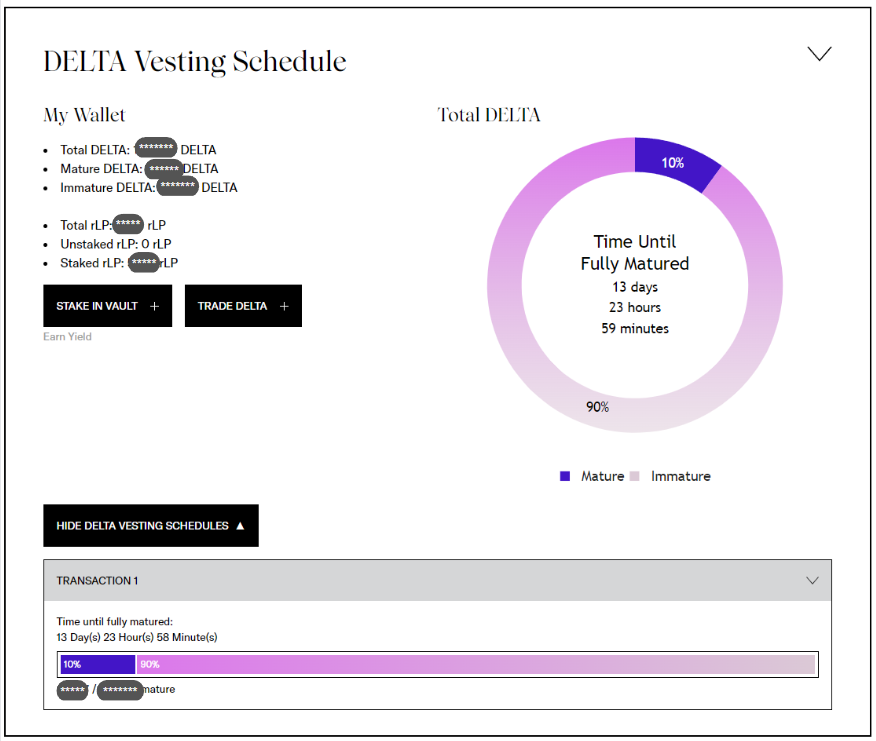 DELTA Vesting Schedule
My Wallet
Total DELTA: ******* DELTA
Mature DELTA: ****** DELTA
Immature DELTA: ******* DELTA
Total rLP: ***** rLP
Unstaked rLP: 0 rLP
Staked rLP: ***** rLP
STAKE IN VAULT +
TRADE DELTA +
Earn Yield
Total DELTA
10%
Time Until
Fully Matured
13 days
23 hours
59 minutes
90%
Mature
Immature
HIDE DELTA VESTING SCHEDULES ▲
TRANSACTION 1
Time until fully matured:
13 Day(s) 23 Hour(s) 58 Minute(s)
10% 90%
***** / ******* mature